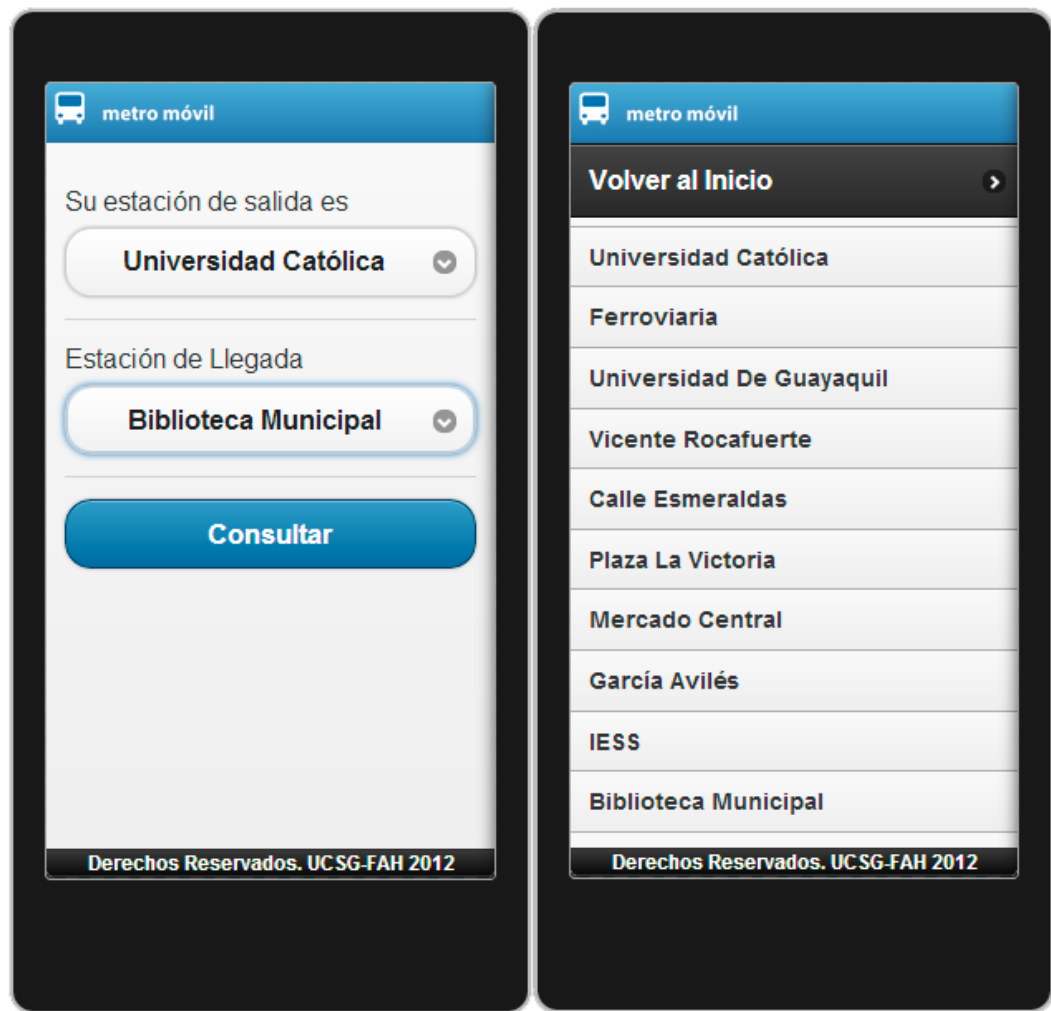 metro móvil
Su estación de salida es
Universidad Católica
Estación de Llegada
Biblioteca Municipal
Consultar
Derechos Reservados. UCSG-FAH 2012
metro móvil
Volver al Inicio
Universidad Católica
Ferroviaria
Universidad De Guayaquil
Vicente Rocafuerte
Calle Esmeraldas
Plaza La Victoria
Mercado Central
García Avilés
IESS
Biblioteca Municipal
Derechos Reservados. UCSG-FAH 2012